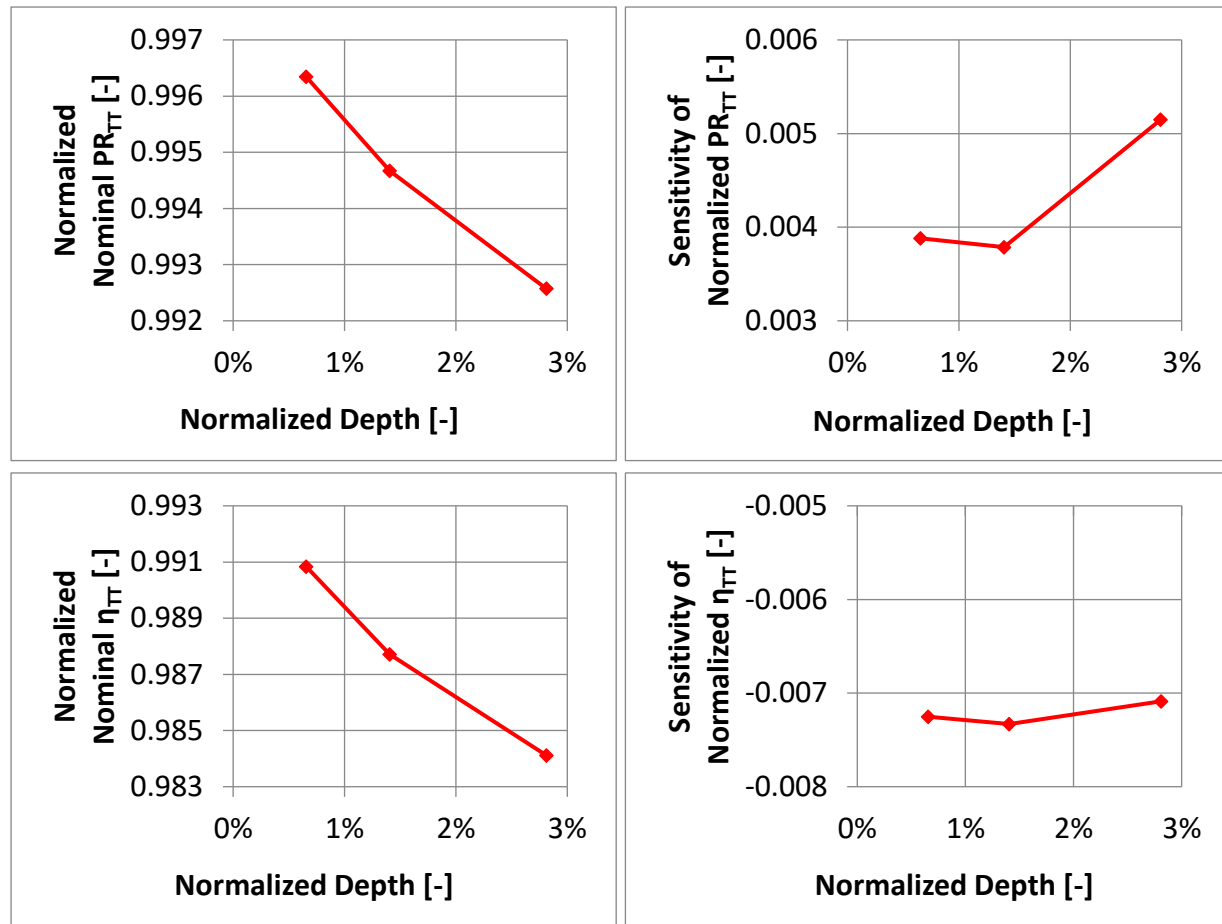 Normalized
Nominal PR_TT [-]
0.997
0.996
0.995
0.994
0.993
0.992
0% 1% 2% 3%
Normalized Depth [-]
Sensitivity of
Normalized PR_TT [-]
0.006
0.005
0.004
0.003
0% 1% 2% 3%
Normalized Depth [-]
Normalized
Nominal η_TT [-]
0.993
0.991
0.989
0.987
0.985
0.983
0% 1% 2% 3%
Normalized Depth [-]
Sensitivity of
Normalized η_TT [-]
-0.005
-0.006
-0.007
-0.008
0% 1% 2% 3%
Normalized Depth [-]